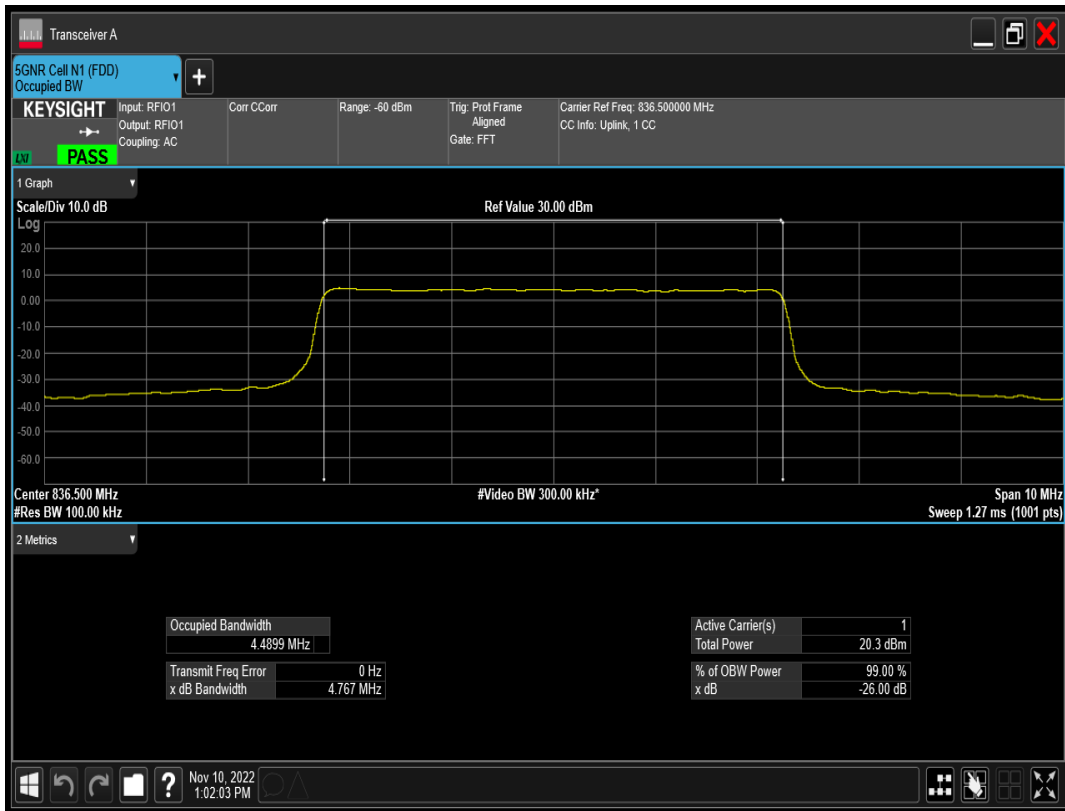 Transceiver A
5GNR Cell N1 (FDD)
Occupied BW
+
KEYSIGHT
LXI
PASS
Input: RFIO1
Output: RFIO1
Coupling: AC
Corr CCorr
Range: -60 dBm
Trig: Prot Frame
Aligned
Gate: FFT
Carrier Ref Freq: 836.500000 MHz
CC Info: Uplink, 1 CC
1 Graph
Scale/Div 10.0 dB
Ref Value 30.00 dBm
Log
20.0
10.0
0.00
-10.0
-20.0
-30.0
-40.0
-50.0
-60.0
Center 836.500 MHz
#Video BW 300.00 kHz*
Span 10 MHz
#Res BW 100.00 kHz
Sweep 1.27 ms (1001 pts)
2 Metrics
Occupied Bandwidth
4.4899 MHz
Transmit Freq Error 0 Hz
x dB Bandwidth 4.767 MHz
Active Carrier(s) 1
Total Power 20.3 dBm
% of OBW Power 99.00 %
x dB -26.00 dB
?
Nov 10, 2022
1:02:03 PM